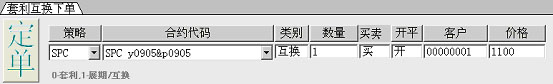 套利互换下单
定单
策略 合约代码 类别 数量 买卖 开平 客户 价格
SPC SPC y0905&p0905 互换 1 买 开 00000001 1100
0-套利,1-展期/互换